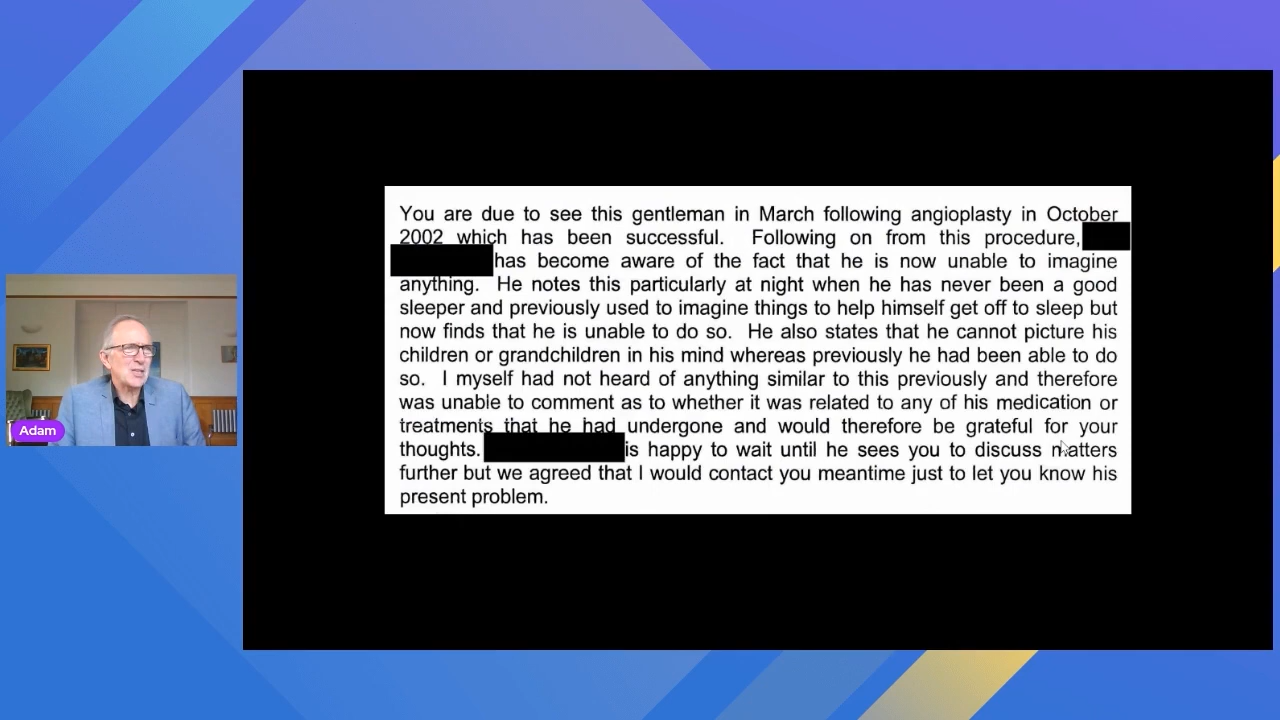 You are due to see this gentleman in March following angioplasty in October
2002 which has been successful. Following on from this procedure,
has become aware of the fact that he is now unable to imagine
anything. He notes this particularly at night when he has never been a good
sleeper and previously used to imagine things to help himself get off to sleep but
now finds that he is unable to do so. He also states that he cannot picture his
children or grandchildren in his mind whereas previously he had been able to do
so. I myself had not heard of anything similar to this previously and therefore
was unable to comment as to whether it was related to any of his medication or
treatments that he had undergone and would therefore be grateful for your
thoughts. is happy to wait until he sees you to discuss matters
further but we agreed that I would contact you meantime just to let you know his
present problem.
Adam